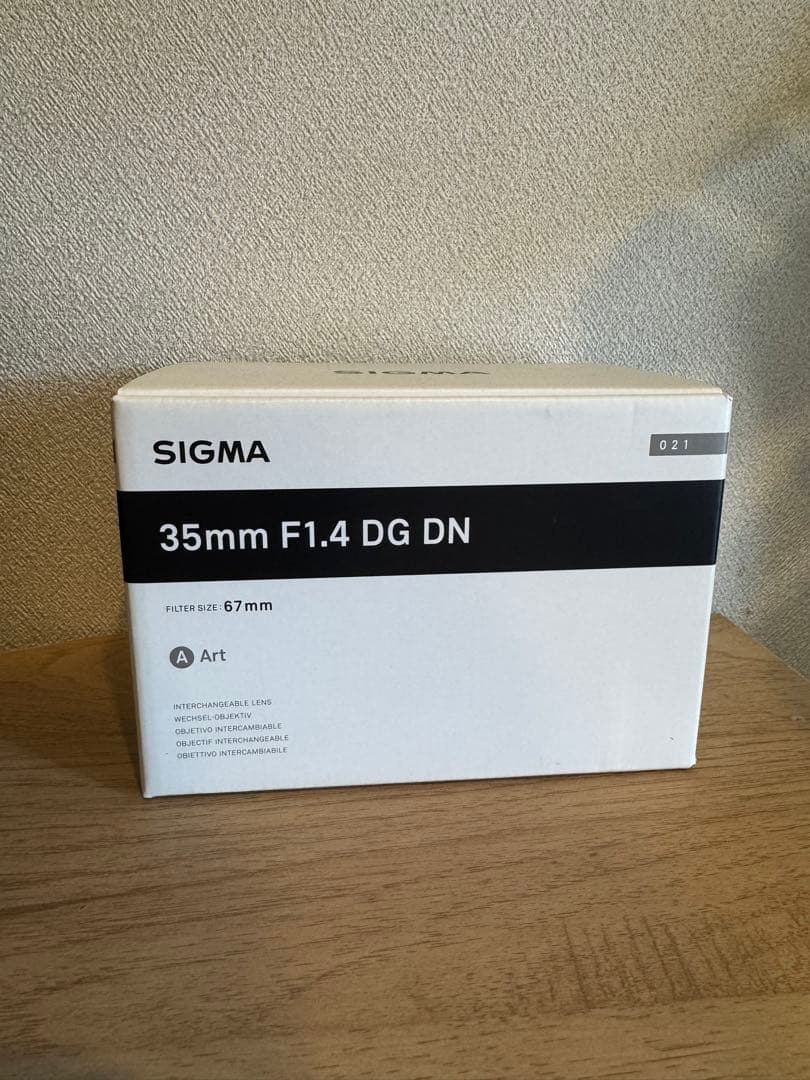 SIGMA
SIGMA
021
35mm F1.4 DG DN
FILTER SIZE: 67mm
A Art
INTERCHANGEABLE LENS
WECHSEL-OBJEKTIV
OBJETIVO INTERCAMBIABLE
OBJECTIF INTERCHANGEABLE
OBIETTIVO INTERCAMBIABILE